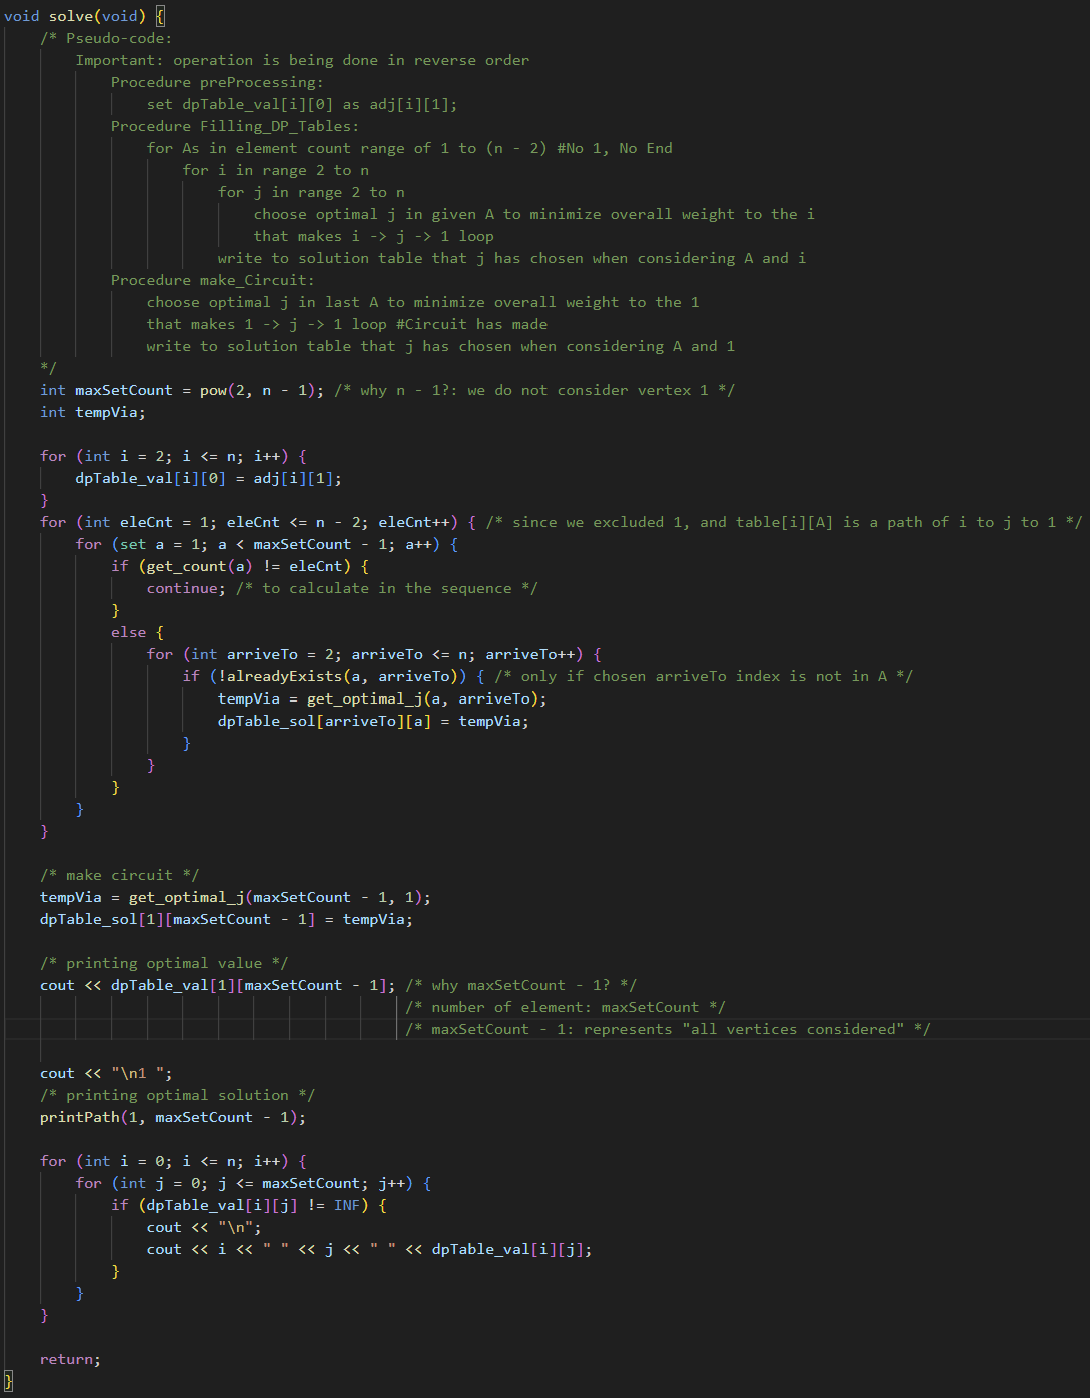 void solve(void) {
/* Pseudo-code:
Important: operation is being done in reverse order
Procedure preProcessing:
set dpTable_val[i][0] as adj[i][1];
Procedure Filling_DP_Tables:
for As in element count range of 1 to (n - 2) #No 1, No End
for i in range 2 to n
for j in range 2 to n
choose optimal j in given A to minimize overall weight to the i
that makes i -> j -> 1 loop
write to solution table that j has chosen when considering A and i
Procedure make_Circuit:
choose optimal j in last A to minimize overall weight to the 1
that makes 1 -> j -> 1 loop #Circuit has made
write to solution table that j has chosen when considering A and 1
*/
int maxSetCount = pow(2, n - 1); /* why n - 1?: we do not consider vertex 1 */
int tempVia;
for (int i = 2; i <= n; i++) {
dpTable_val[i][0] = adj[i][1];
}
for (int eleCnt = 1; eleCnt <= n - 2; eleCnt++) { /* since we excluded 1, and table[i][A] is a path of i to j to 1 */
for (set a = 1; a < maxSetCount - 1; a++) {
if (get_count(a) != eleCnt) {
continue; /* to calculate in the sequence */
}
else {
for (int arriveTo = 2; arriveTo <= n; arriveTo++) {
if (!alreadyExists(a, arriveTo)) { /* only if chosen arriveTo index is not in A */
tempVia = get_optimal_j(a, arriveTo);
dpTable_sol[arriveTo][a] = tempVia;
}
}
}
}
}
/* make circuit */
tempVia = get_optimal_j(maxSetCount - 1, 1);
dpTable_sol[1][maxSetCount - 1] = tempVia;
/* printing optimal value */
cout << dpTable_val[1][maxSetCount - 1]; /* why maxSetCount - 1? */
/* number of element: maxSetCount */
/* maxSetCount - 1: represents "all vertices considered" */
cout << "\n1 ";
/* printing optimal solution */
printPath(1, maxSetCount - 1);
for (int i = 0; i <= n; i++) {
for (int j = 0; j <= maxSetCount; j++) {
if (dpTable_val[i][j] != INF) {
cout << "\n";
cout << i << " " << j << " " << dpTable_val[i][j];
}
}
}
return;
}